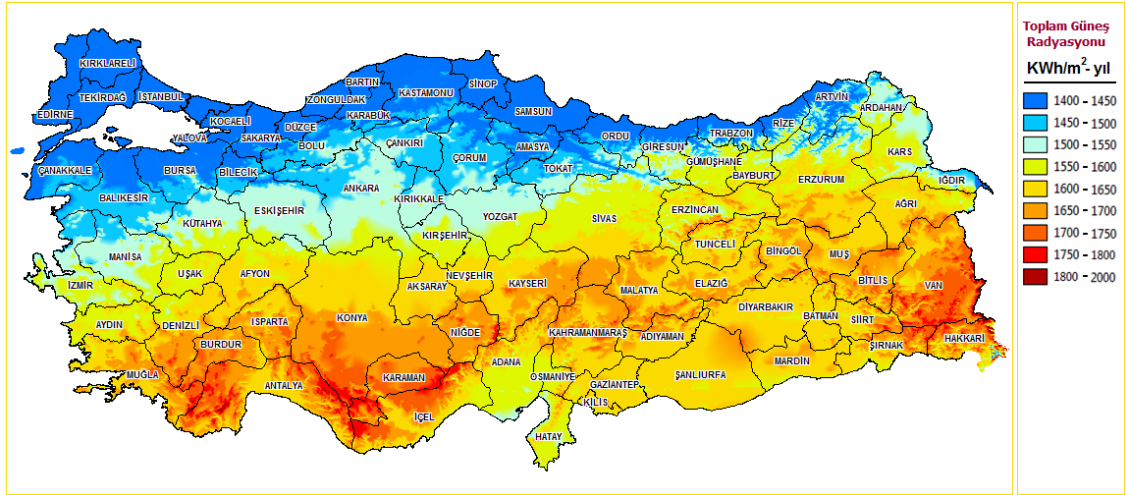 KIRKLARELİ
TEKİRDAĞ
İSTANBUL
EDİRNE
KOCAELİ
YALOVA
SAKARYA
DÜZCE
BOLU
ZONGULDAK
BARTIN
KARABÜK
KASTAMONU
SİNOP
SAMSUN
ÇANKIRI
ÇORUM
AMASYA
TOKAT
ORDU
GİRESUN
TRABZON
RİZE
ARTVİN
ARDAHAN
KARS
GÜMÜŞHANE
BAYBURT
ERZURUM
IĞDIR
AĞRI
ÇANAKKALE
BALIKESİR
BURSA
BİLECİK
KÜTAHYA
ESKİŞEHİR
ANKARA
KIRIKKALE
YOZGAT
KIRŞEHİR
SİVAS
ERZİNCAN
TUNCELİ
BİNGÖL
MUŞ
BİTLİS
VAN
MANİSA
İZMİR
UŞAK
AFYON
AKSARAY
NEVŞEHİR
KAYSERİ
MALATYA
ELAZIĞ
DİYARBAKIR
BATMAN
SİİRT
ŞIRNAK
HAKKARİ
AYDIN
DENİZLİ
ISPARTA
BURDUR
KONYA
NİĞDE
KAHRAMANMARAŞ
ADIYAMAN
MARDİN
ŞANLIURFA
MUĞLA
ANTALYA
KARAMAN
İÇEL
ADANA
OSMANİYE
GAZİANTEP
KİLİS
HATAY
Toplam Güneş
Radyasyonu
KWh/m²- yıl
1400 - 1450
1450 - 1500
1500 - 1550
1550 - 1600
1600 - 1650
1650 - 1700
1700 - 1750
1750 - 1800
1800 - 2000